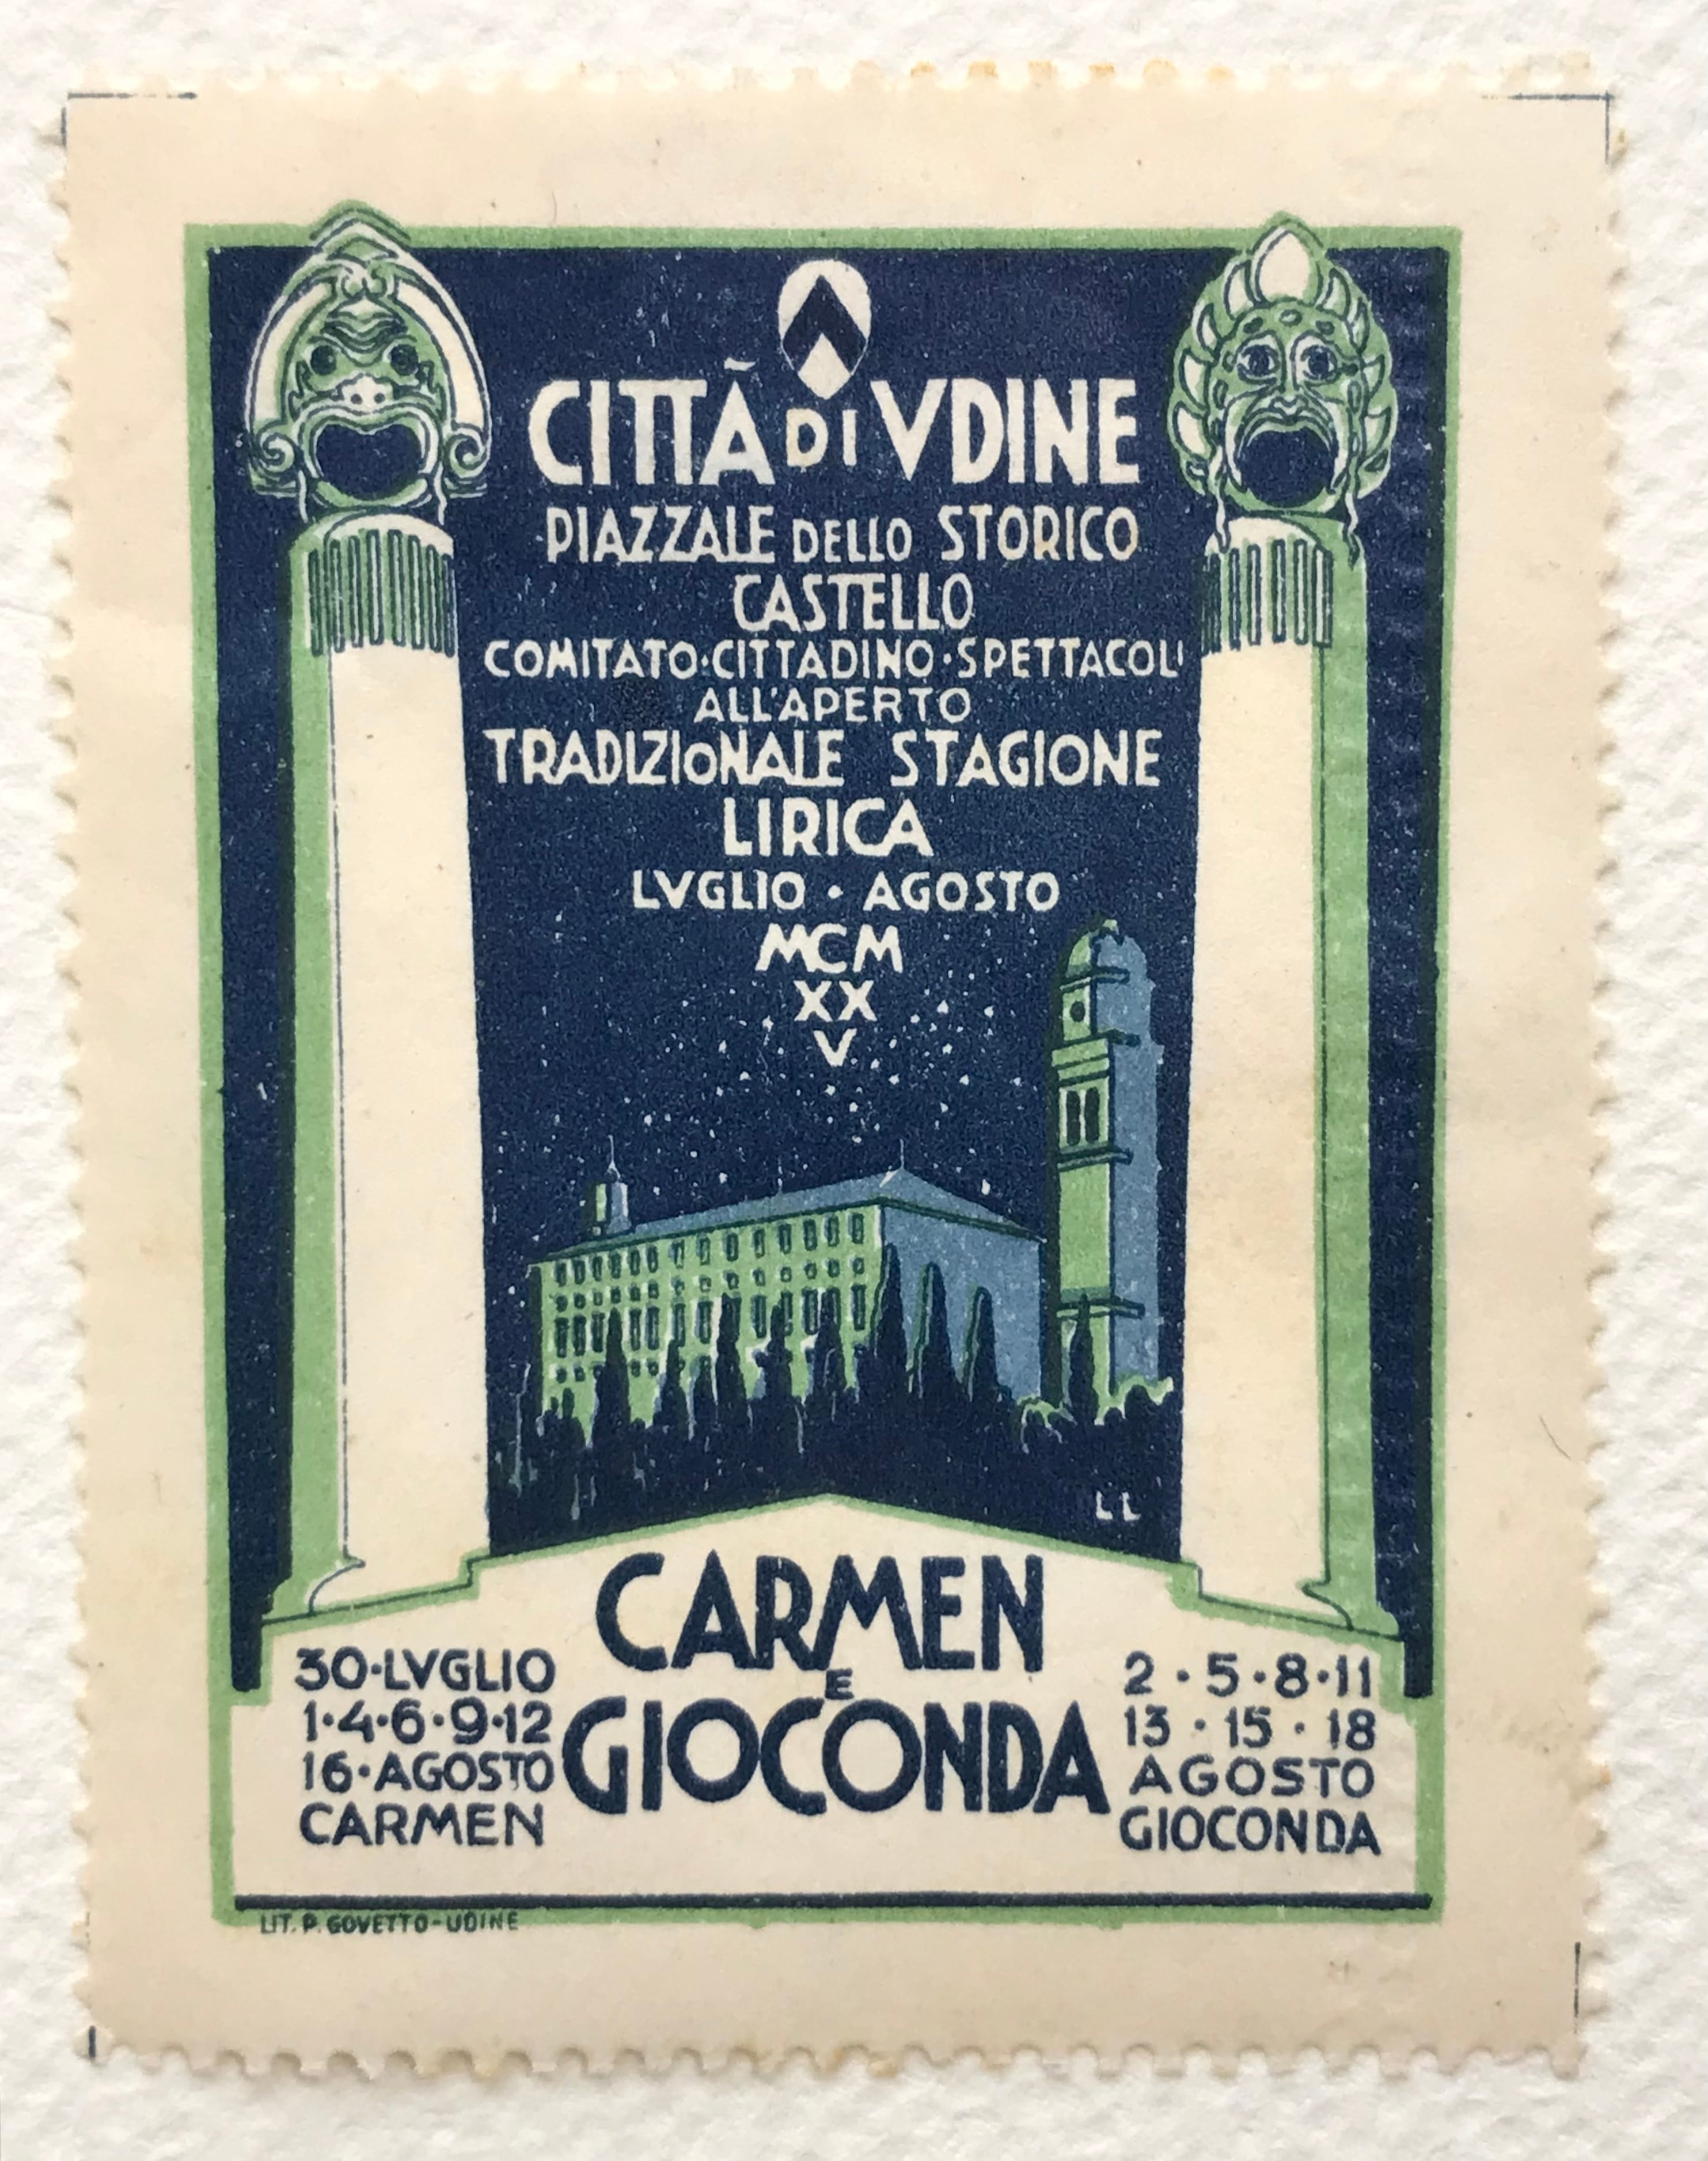 CITTÃ DI VDINE
PIAZZALE DELLO STORICO
CASTELLO
COMITATO·CITTADINO·SPETTACOLI
ALL'APERTO
TRADIZIONALE STAGIONE
LIRICA
LVGLIO · AGOSTO
MCM
XX
V
L L
CARMEN
E
GIOCONDA
30·LVGLIO
1·4·6·9·12
16·AGOSTO
CARMEN
2·5·8·11
13·15·18
AGOSTO
GIOCONDA
LIT. P. GOVETTO-UDINE